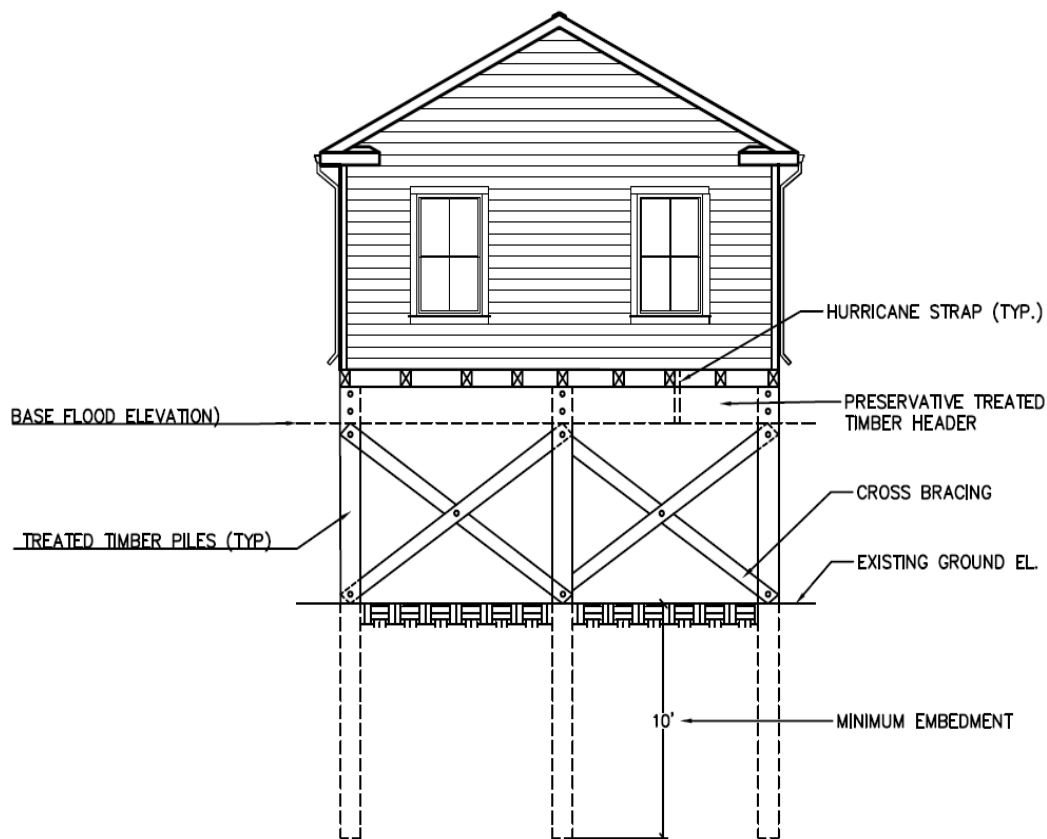 HURRICANE STRAP (TYP.)
BASE FLOOD ELEVATION)
PRESERVATIVE TREATED
TIMBER HEADER
CROSS BRACING
TREATED TIMBER PILES (TYP)
EXISTING GROUND EL.
10'
MINIMUM EMBEDMENT